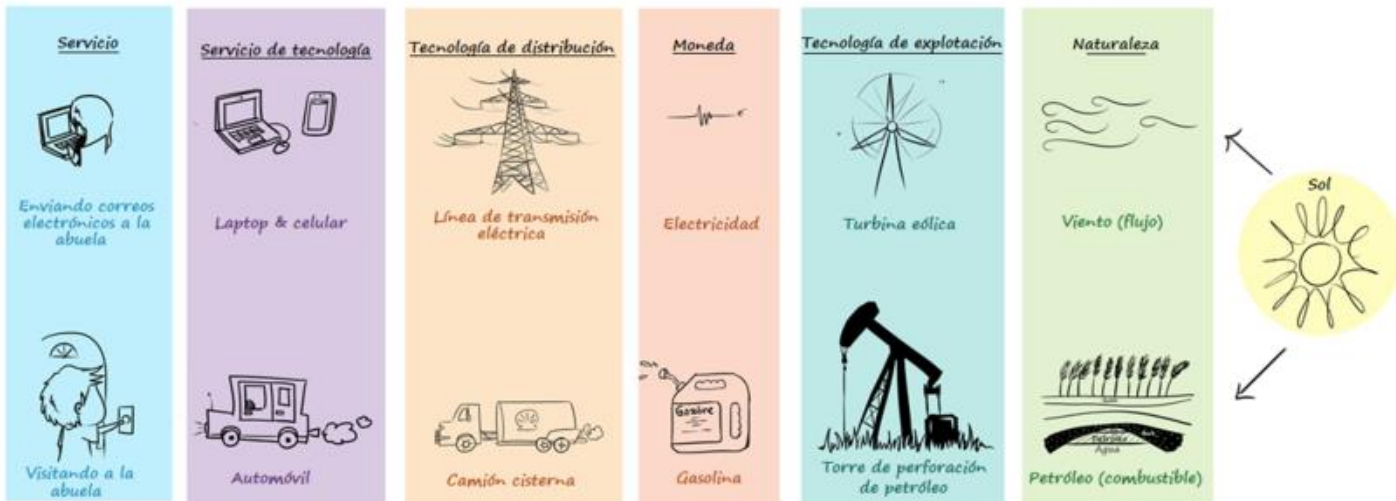 Servicio
Servicio de tecnología
Tecnología de distribución
Moneda
Tecnología de explotación
Naturaleza
Sol
Enviando correos
electrónicos a la
abuela
Laptop & celular
Línea de transmisión
eléctrica
Electricidad
Turbina eólica
Viento (flujo)
Visitando a la
abuela
Automóvil
Camión cisterna
Gasolina
Torre de perforación
de petróleo
Petróleo
Agua
Petróleo (combustible)